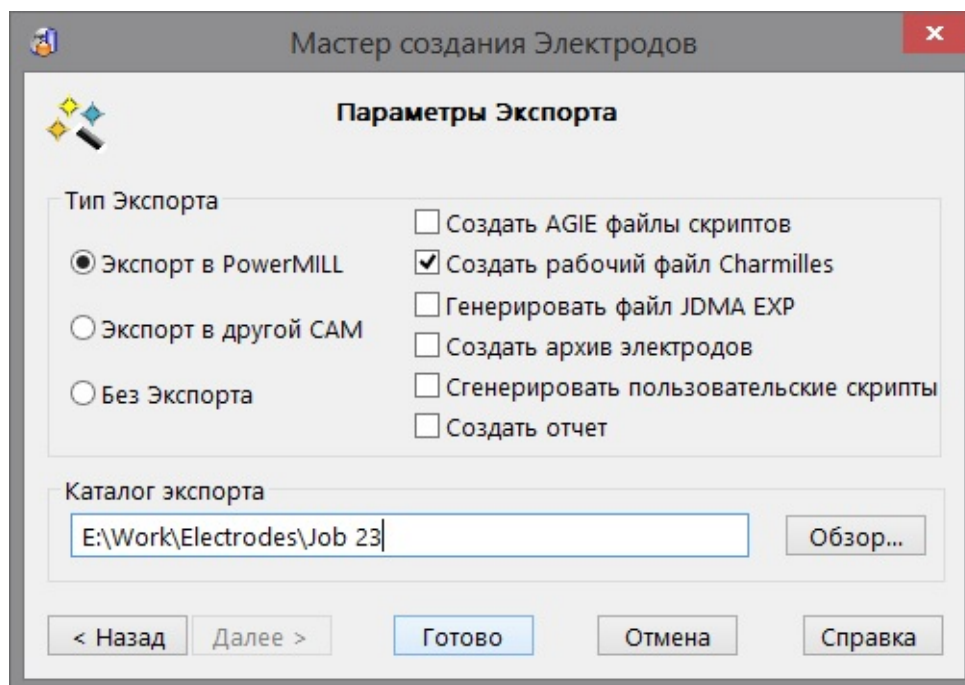 Мастер создания Электродов
Параметры Экспорта
Тип Экспорта
Экспорт в PowerMILL
Экспорт в другой CAM
Без Экспорта
Создать AGIE файлы скриптов
Создать рабочий файл Charmilles
Генерировать файл JDMA EXP
Создать архив электродов
Сгенерировать пользовательские скрипты
Создать отчет
Каталог экспорта
E:\Work\Electrodes\Job 23
Обзор...
< Назад Далее > Готово Отмена Справка